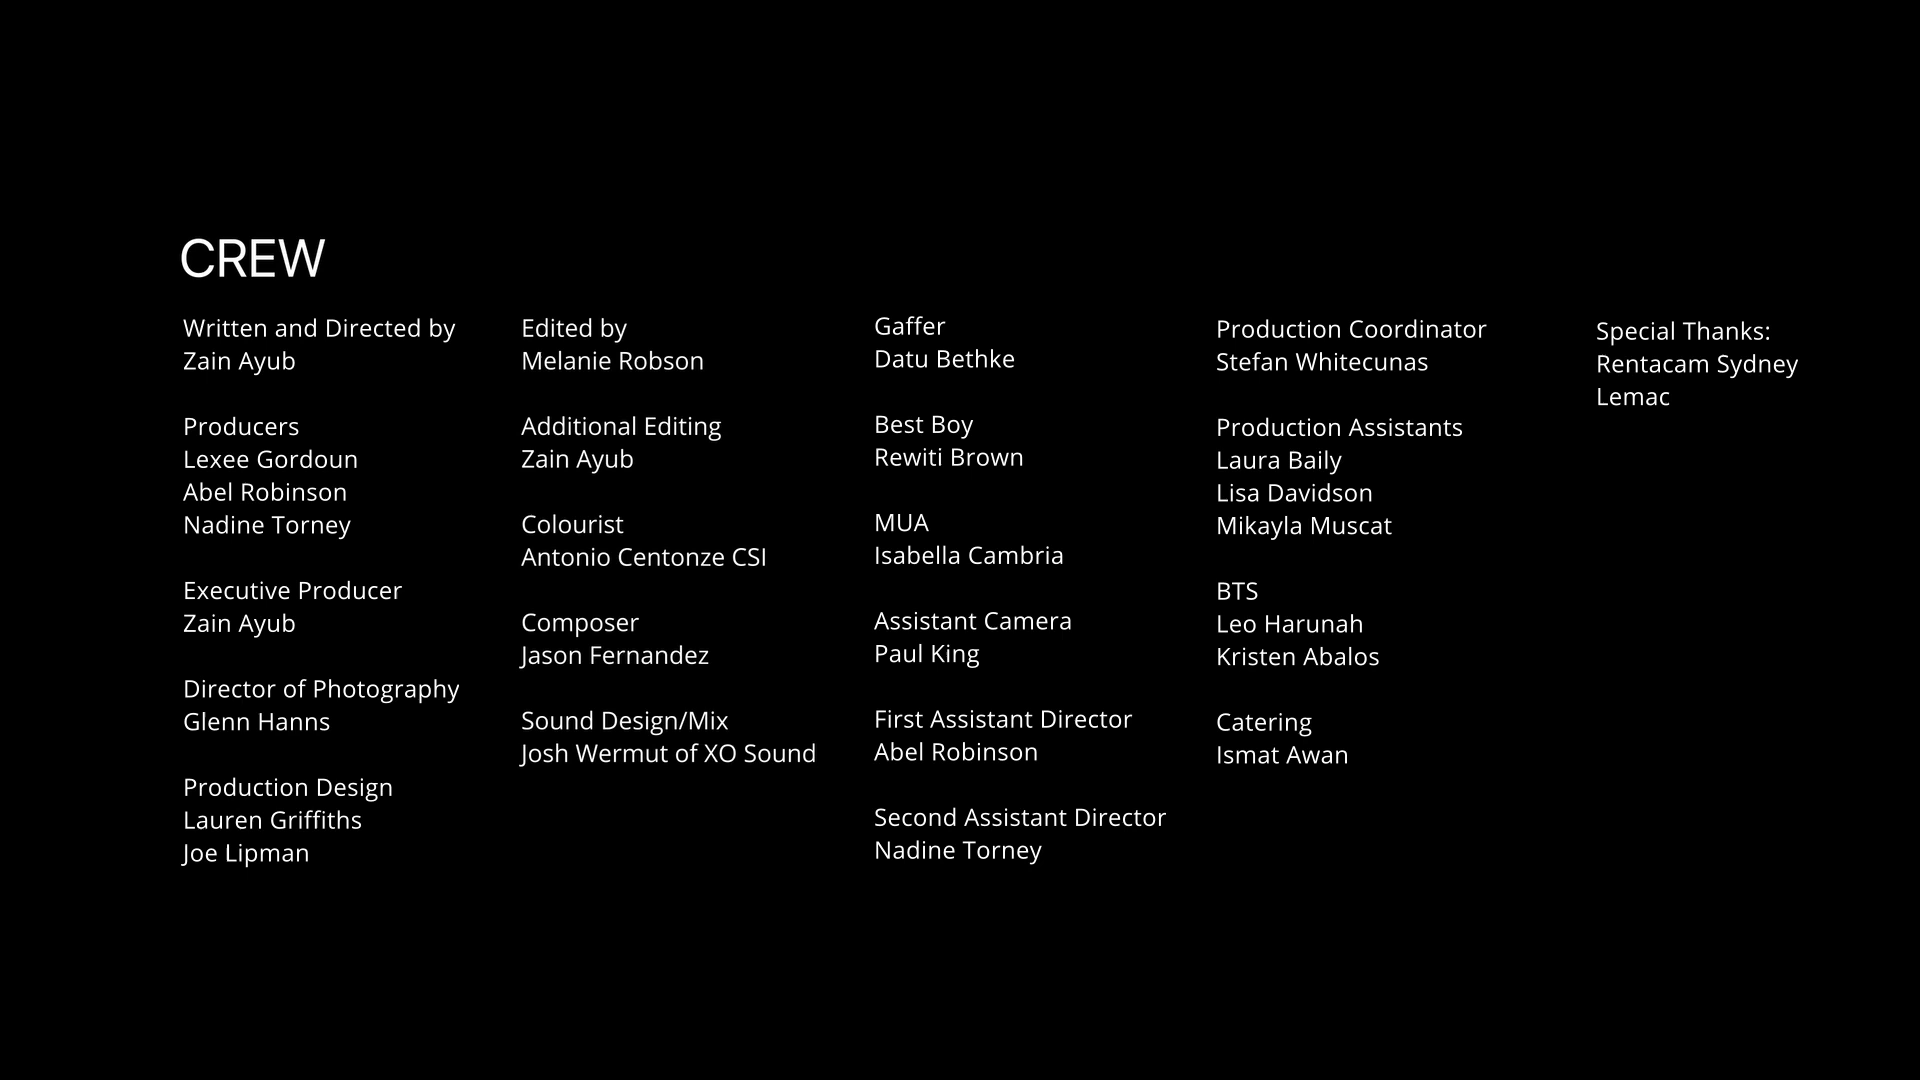 CREW
Written and Directed by
Zain Ayub
Producers
Lexee Gordoun
Abel Robinson
Nadine Torney
Executive Producer
Zain Ayub
Director of Photography
Glenn Hanns
Production Design
Lauren Griffiths
Joe Lipman
Edited by
Melanie Robson
Additional Editing
Zain Ayub
Colourist
Antonio Centonze CSI
Composer
Jason Fernandez
Sound Design/Mix
Josh Wermut of XO Sound
Gaffer
Datu Bethke
Best Boy
Rewiti Brown
MUA
Isabella Cambria
Assistant Camera
Paul King
First Assistant Director
Abel Robinson
Second Assistant Director
Nadine Torney
Production Coordinator
Stefan Whitecunas
Production Assistants
Laura Baily
Lisa Davidson
Mikayla Muscat
BTS
Leo Harunah
Kristen Abalos
Catering
Ismat Awan
Special Thanks:
Rentacam Sydney
Lemac